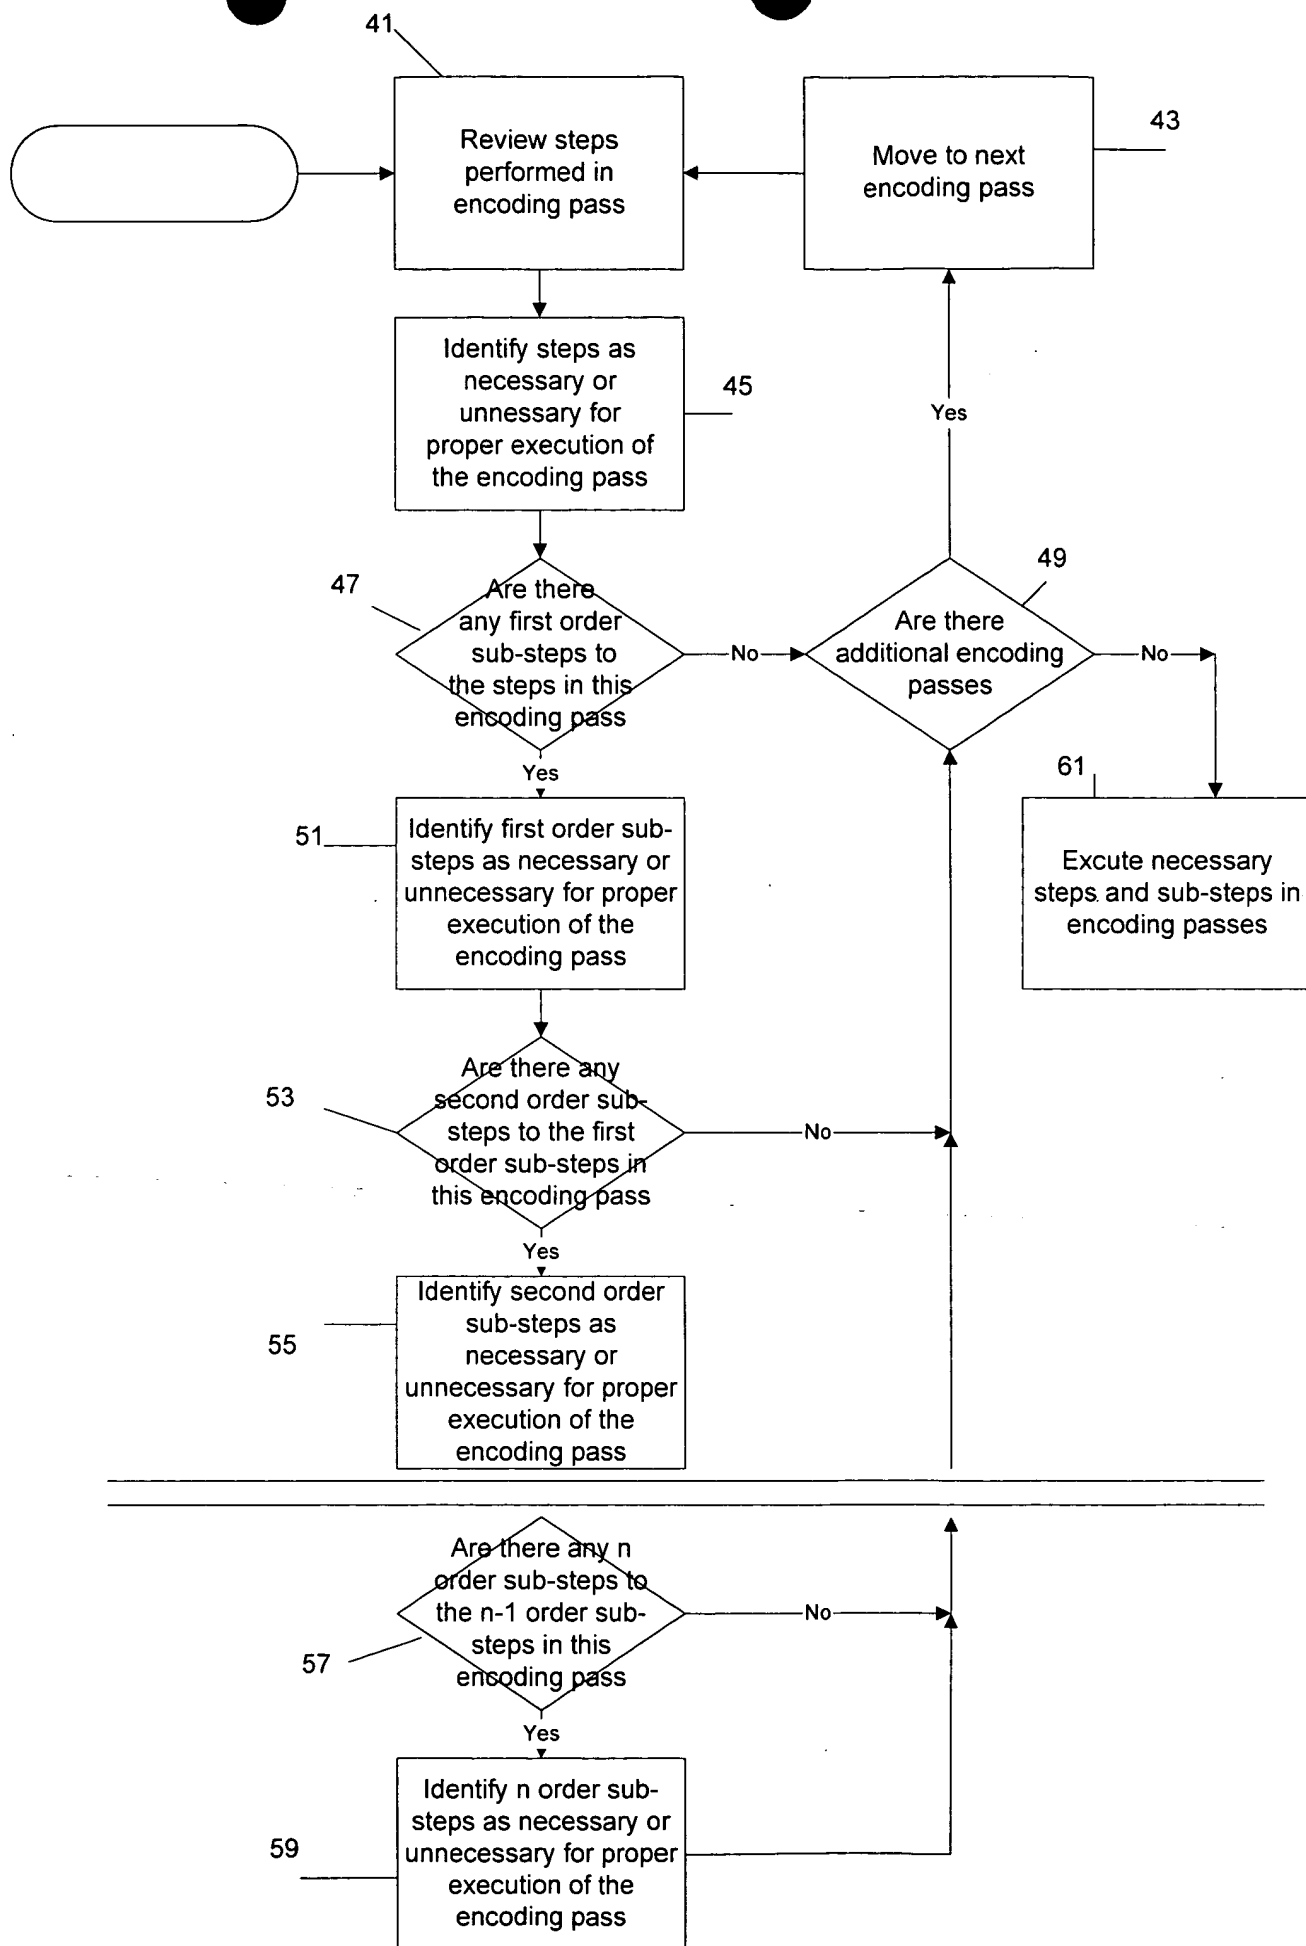 41
Review steps
performed in
encoding pass
Move to next
encoding pass
43
Identify steps as
necessary or
unnessary for
proper execution of
the encoding pass
45
Yes
47
Are there
any first order
sub-steps to
the steps in this
encoding pass
No
49
Are there
additional encoding
passes
No
Yes
51
Identify first order sub-
steps as necessary or
unnecessary for proper
execution of the
encoding pass
61
Excute necessary
steps and sub-steps in
encoding passes
53
Are there any
second order sub-
steps to the first
order sub-steps in
this encoding pass
No
Yes
55
Identify second order
sub-steps as
necessary or
unnecessary for proper
execution of the
encoding pass
Are there any n
order sub-steps to
the n-1 order sub-
steps in this
encoding pass
57
No
Yes
59
Identify n order sub-
steps as necessary or
unnecessary for proper
execution of the
encoding pass